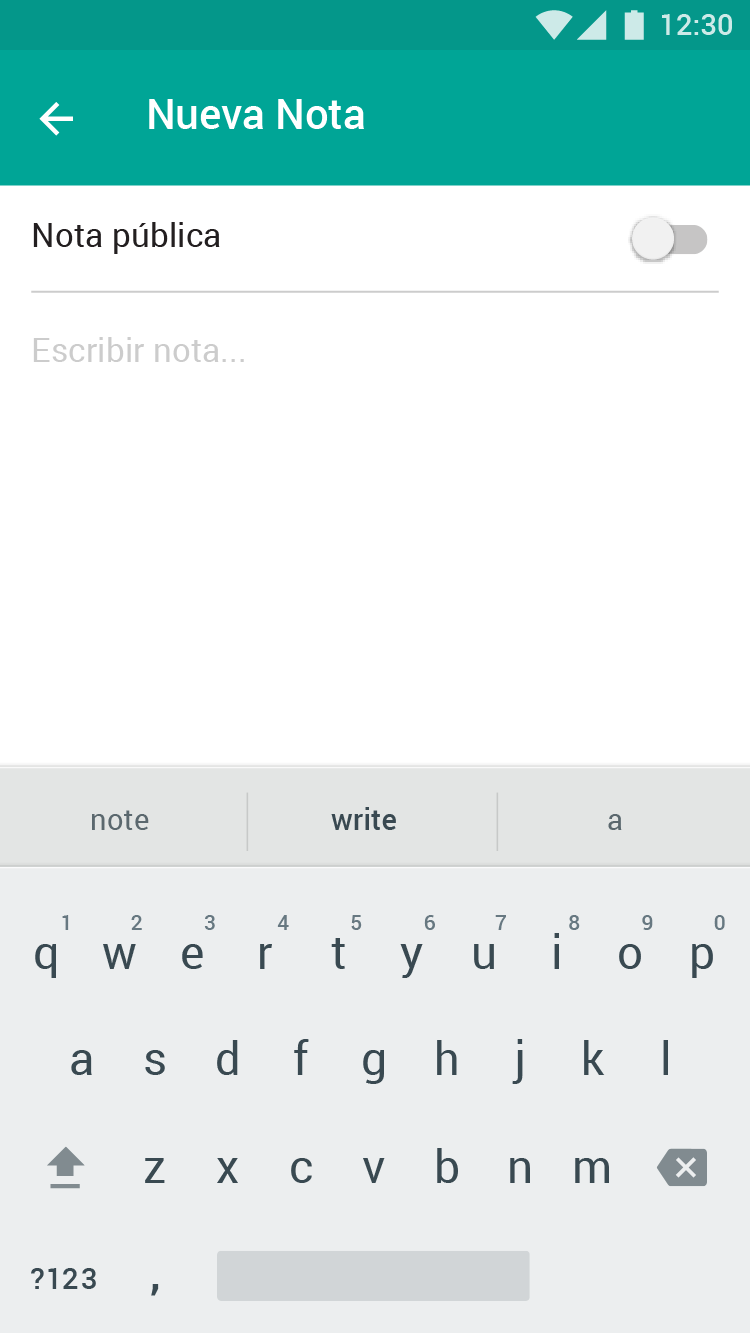 12:30
Nueva Nota
Nota pública
Escribir nota...
note write a
1 2 3 4 5 6 7 8 9 0
q w e r t y u i o p
a s d f g h j k l
z x c v b n m
?123 ,